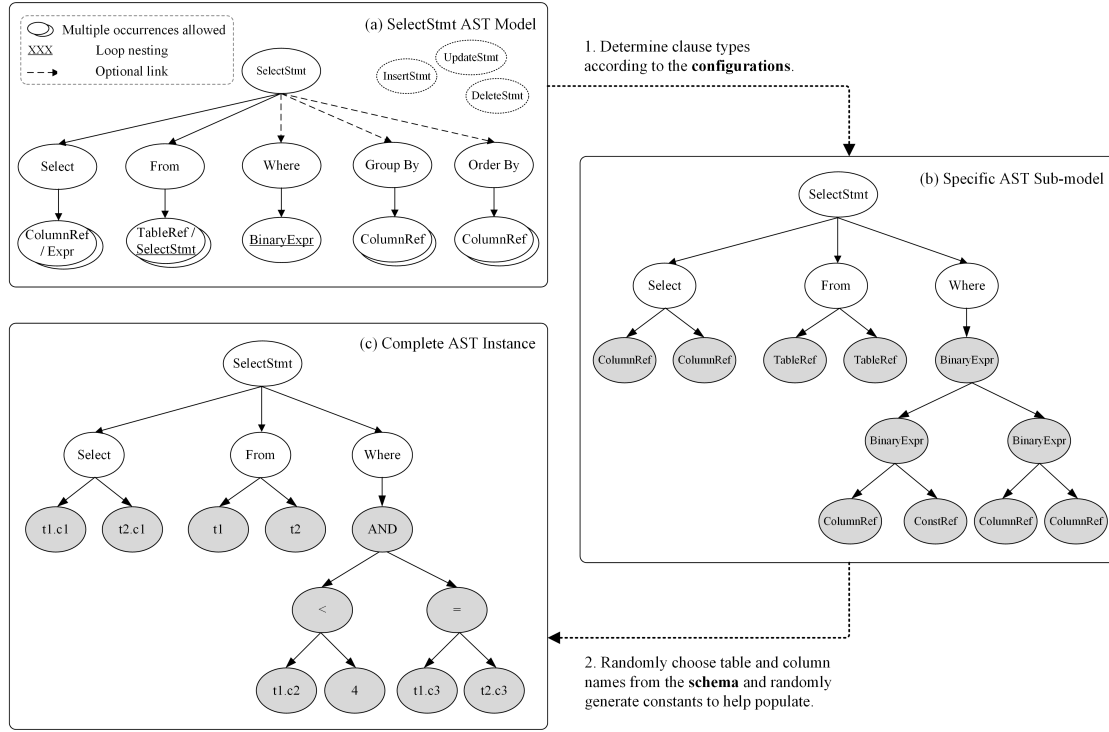 (a) SelectStmt AST Model
Multiple occurrences allowed
XXX Loop nesting
Optional link
SelectStmt
InsertStmt
UpdateStmt
DeleteStmt
Select
From
Where
Group By
Order By
ColumnRef
/ Expr
TableRef /
SelectStmt
BinaryExpr
ColumnRef
ColumnRef
1. Determine clause types
according to the configurations.
(b) Specific AST Sub-model
SelectStmt
Select
From
Where
ColumnRef
ColumnRef
TableRef
TableRef
BinaryExpr
BinaryExpr
BinaryExpr
ColumnRef
ConstRef
ColumnRef
ColumnRef
2. Randomly choose table and column
names from the schema and randomly
generate constants to help populate.
(c) Complete AST Instance
SelectStmt
Select
From
Where
t1.c1
t2.c1
t1
t2
AND
<
=
t1.c2
4
t1.c3
t2.c3